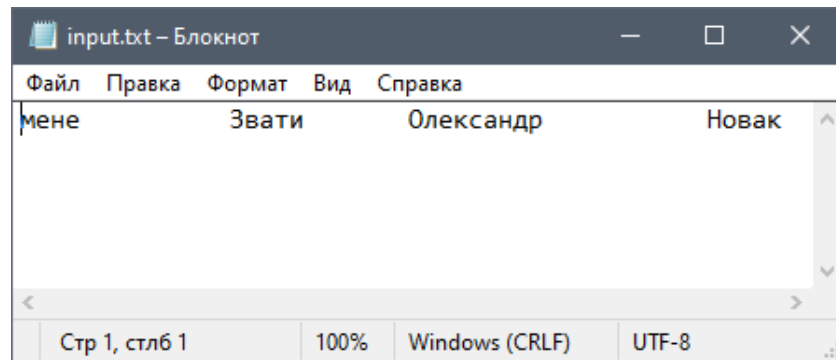 input.txt – Блокнот
Файл Правка Формат Вид Справка
мене Звати Олександр Новак
Стр 1, стлб 1 100% Windows (CRLF) UTF-8